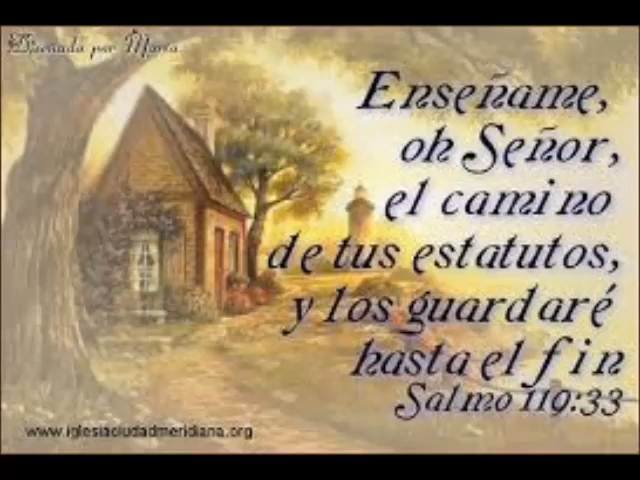 Diseñado por Marta
Enseñame,
oh Señor,
el camino
de tus estatutos,
y los guardaré
hasta el fin
Salmo 119:33
www.iglesiaciudadmeridiana.org